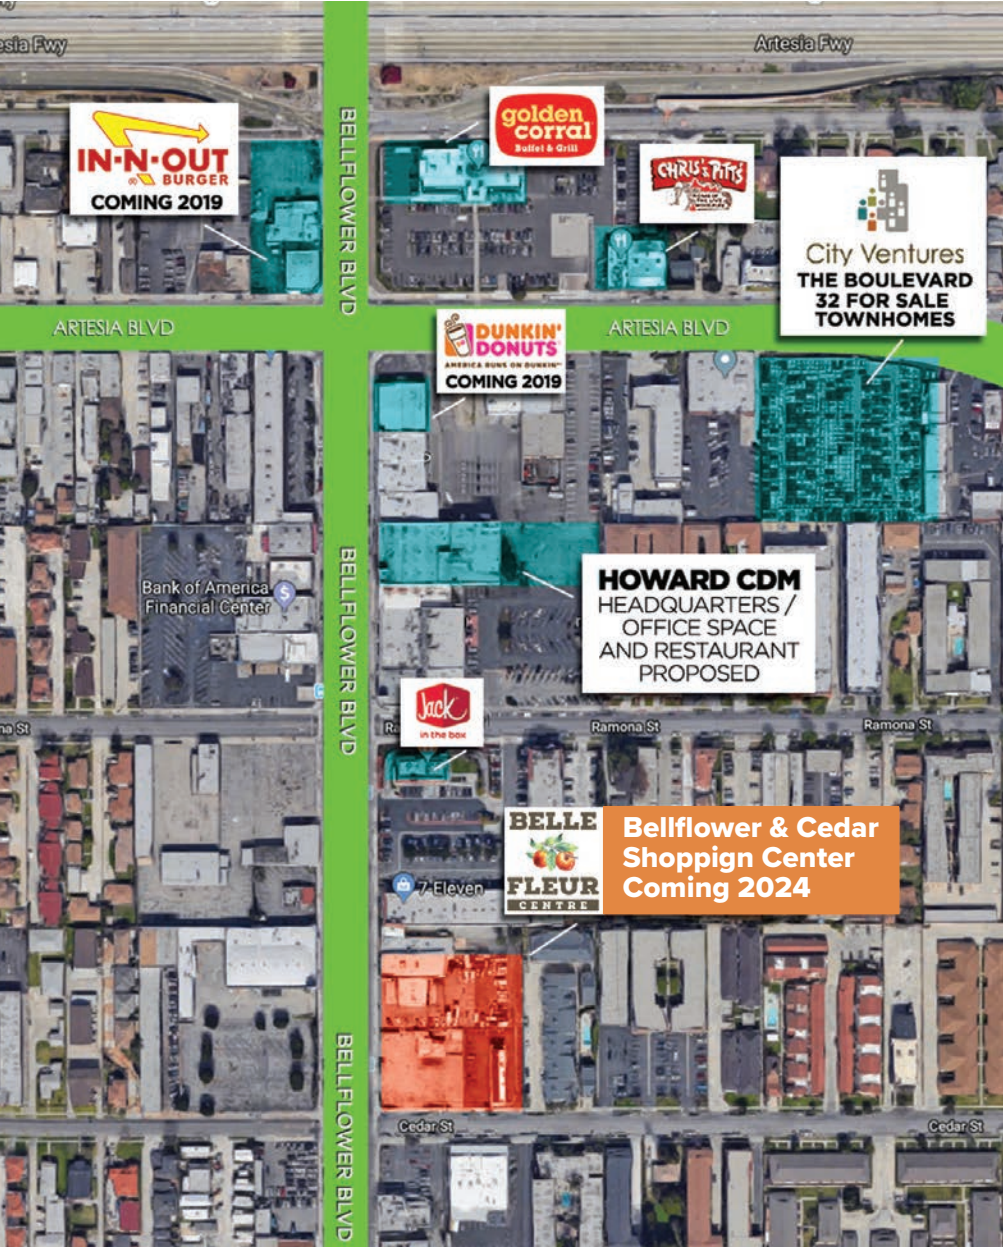 esia Fwy
Artesia Fwy
IN-N-OUT
BURGER
COMING 2019
BELLFLOWER BLVD
golden
corral
Buffet & Grill
CHRIS & PITT'S
City Ventures
THE BOULEVARD
32 FOR SALE
TOWNHOMES
ARTESIA BLVD
ARTESIA BLVD
DUNKIN'
DONUTS
AMERICA RUNS ON DUNKIN'
COMING 2019
Bank of America
Financial Center
$
BELLFLOWER BLVD
HOWARD CDM
HEADQUARTERS /
OFFICE SPACE
AND RESTAURANT
PROPOSED
Jack
in the box
na St
Ra
Ramona St
Ramona St
BELLE
FLEUR
CENTRE
Bellflower & Cedar
Shoppign Center
Coming 2024
7-Eleven
BELLFLOWER BLVD
Cedar St
Cedar St